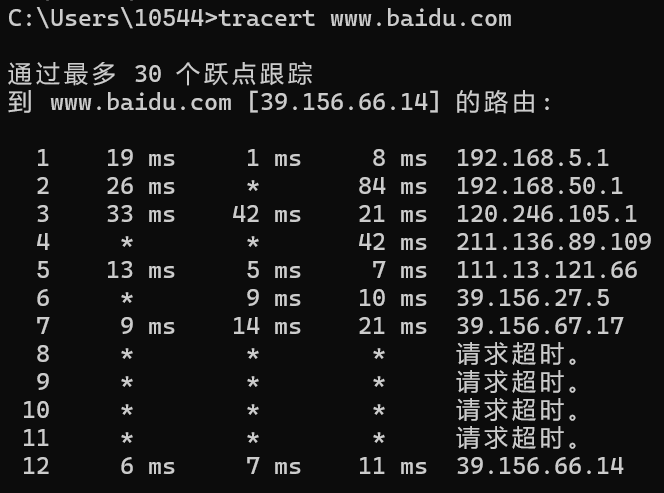 C:\Users\10544>tracert www.baidu.com
通过最多 30 个跃点跟踪
到 www.baidu.com [39.156.66.14] 的路由:
1 19 ms 1 ms 8 ms 192.168.5.1
2 26 ms * 84 ms 192.168.50.1
3 33 ms 42 ms 21 ms 120.246.105.1
4 * * 42 ms 211.136.89.109
5 13 ms 5 ms 7 ms 111.13.121.66
6 * 9 ms 10 ms 39.156.27.5
7 9 ms 14 ms 21 ms 39.156.67.17
8 * * * 请求超时。
9 * * * 请求超时。
10 * * * 请求超时。
11 * * * 请求超时。
12 6 ms 7 ms 11 ms 39.156.66.14